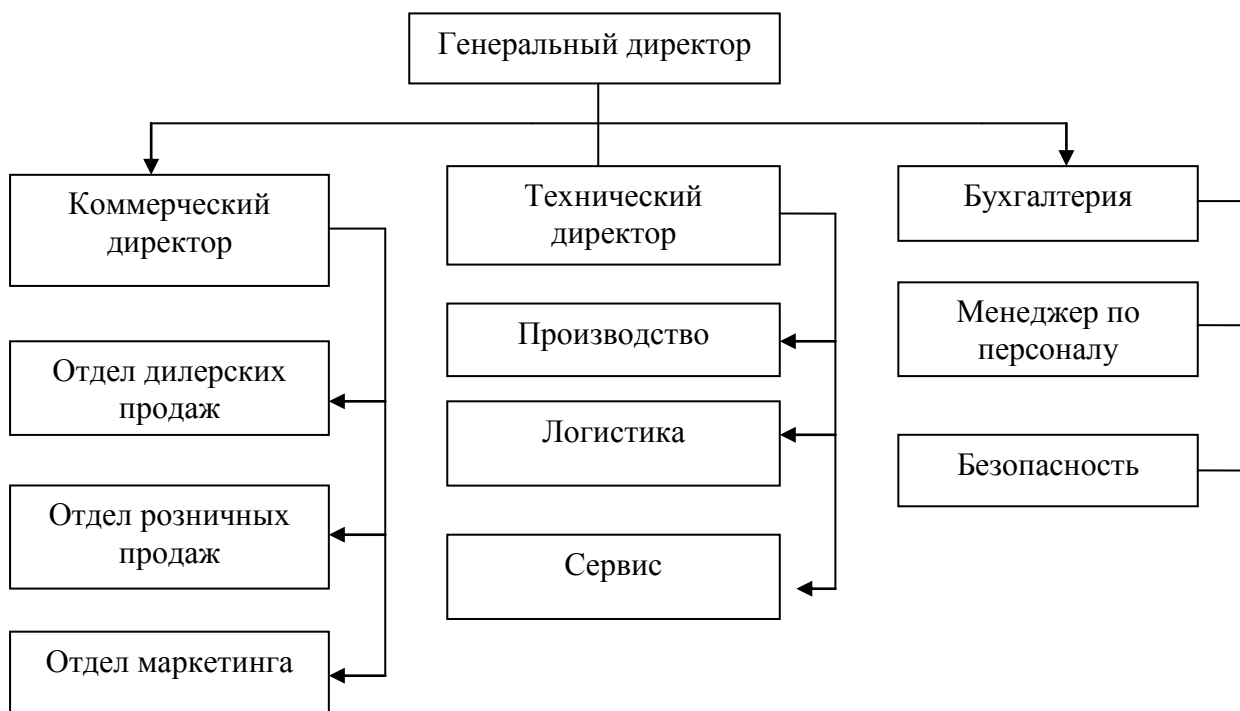 Генеральный директор
Коммерческий
директор
Отдел дилерских
продаж
Отдел розничных
продаж
Отдел маркетинга
Технический
директор
Производство
Логистика
Сервис
Бухгалтерия
Менеджер по
персоналу
Безопасность